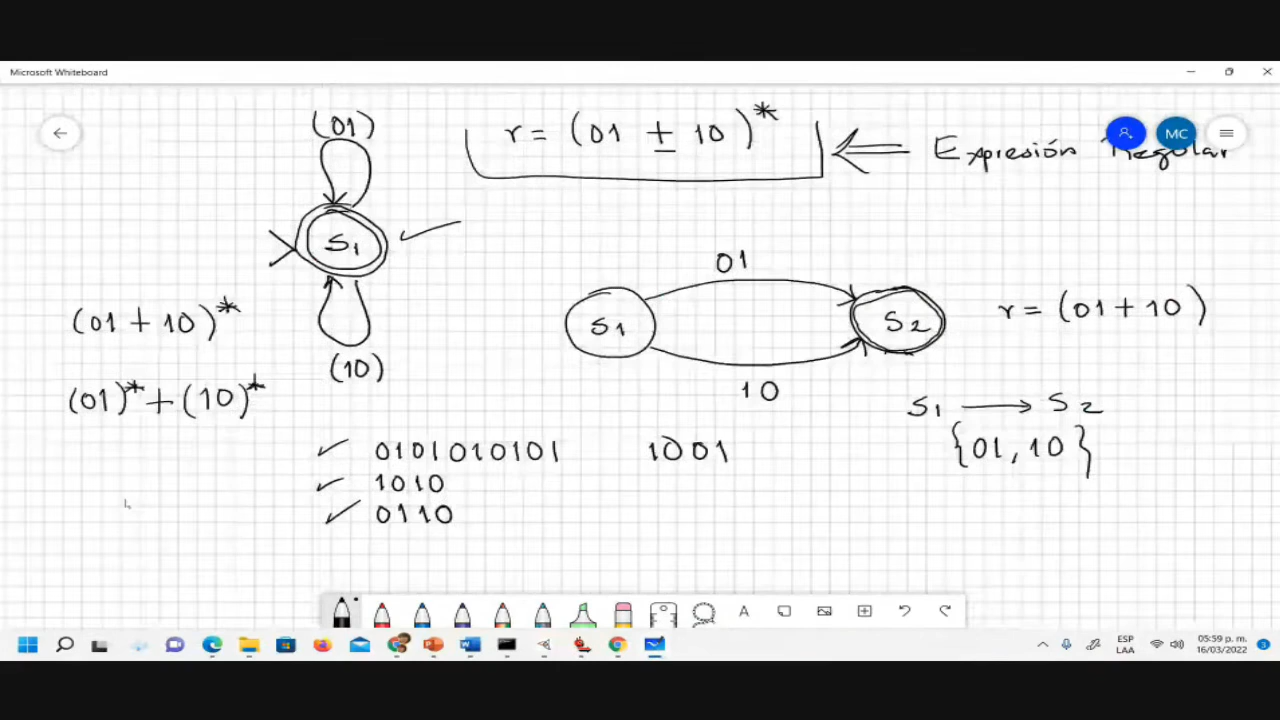 Microsoft Whiteboard
(01)
r = (01 + 10)*
Expresión Regular
MC
S1
01
(01 + 10)*
S1
S2
r = (01 + 10)
(10)
(01)* + (10)*
10
S1 → S2
{01, 10}
✓ 0101010101
1001
✓ 1010
✓ 0110
A
ESP
LAA
05:59 p. m.
16/03/2022
3